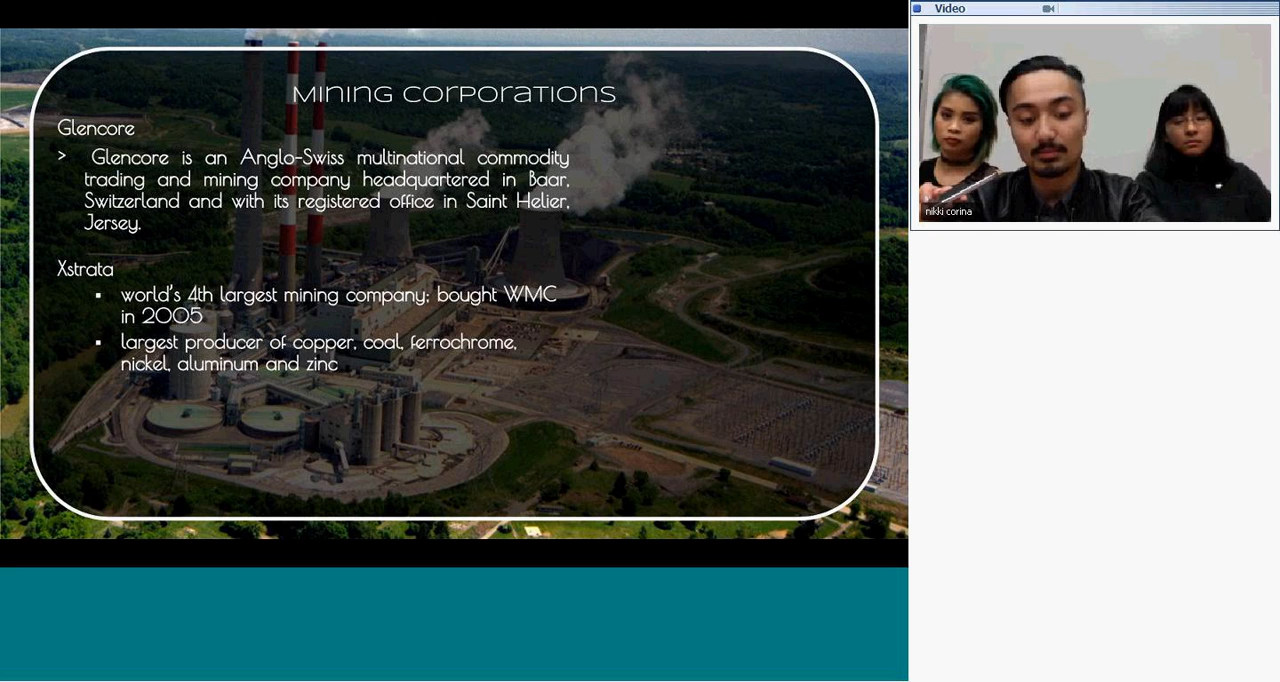 Mining Corporations
Glencore
> Glencore is an Anglo-Swiss multinational commodity
trading and mining company headquartered in Baar,
Switzerland and with its registered office in Saint Helier,
Jersey.
Xstrata
▪ world's 4th largest mining company; bought WMC
in 2005
▪ largest producer of copper, coal, ferrochrome,
nickel, aluminum and zinc
Video
nikki corina